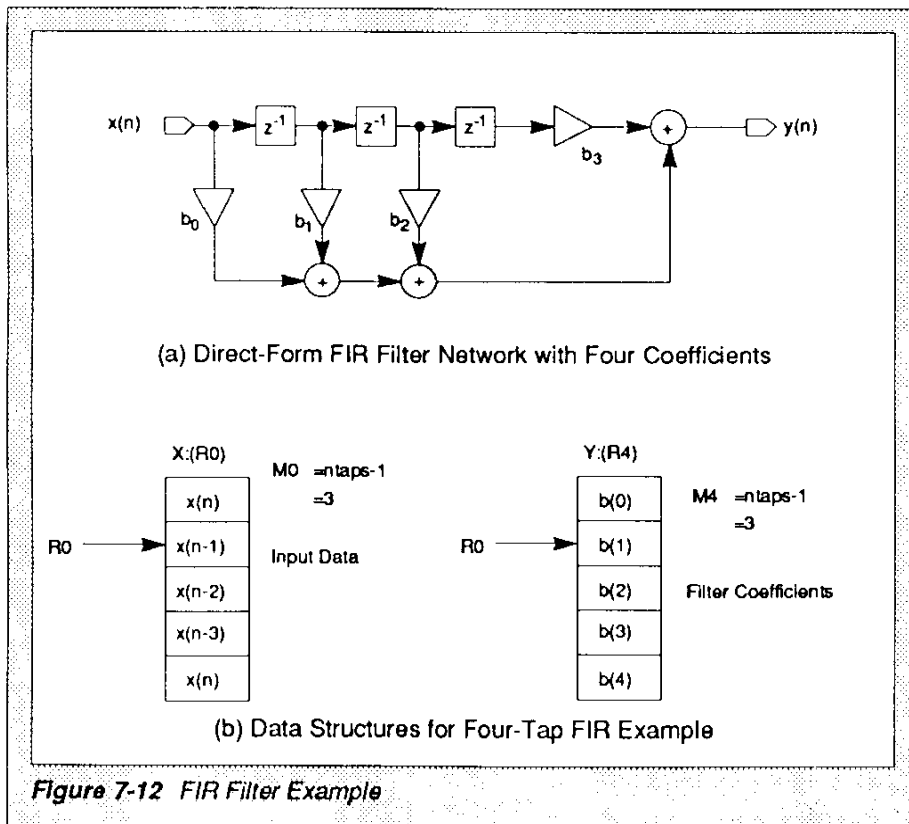 x(n) z⁻¹ z⁻¹ z⁻¹ b₃ + y(n)
b₀ b₁ b₂
+ +
(a) Direct-Form FIR Filter Network with Four Coefficients
X:(R0)
M0 =ntaps-1
=3
x(n)
R0 x(n-1)
Input Data
x(n-2)
x(n-3)
x(n)
Y:(R4)
M4 =ntaps-1
=3
b(0)
R0 b(1)
b(2)
Filter Coefficients
b(3)
b(4)
(b) Data Structures for Four-Tap FIR Example
Figure 7-12 FIR Filter Example